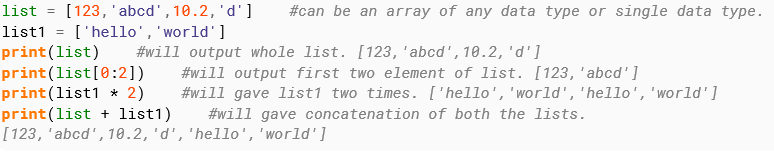 list = [123,'abcd',10.2,'d']    #can be an array of any data type or single data type.
list1 = ['hello','world']
print(list)    #will output whole list. [123,'abcd',10.2,'d']
print(list[0:2])    #will output first two element of list. [123,'abcd']
print(list1 * 2)    #will gave list1 two times. ['hello','world','hello','world']
print(list + list1)    #will gave concatenation of both the lists.
[123,'abcd',10.2,'d','hello','world']